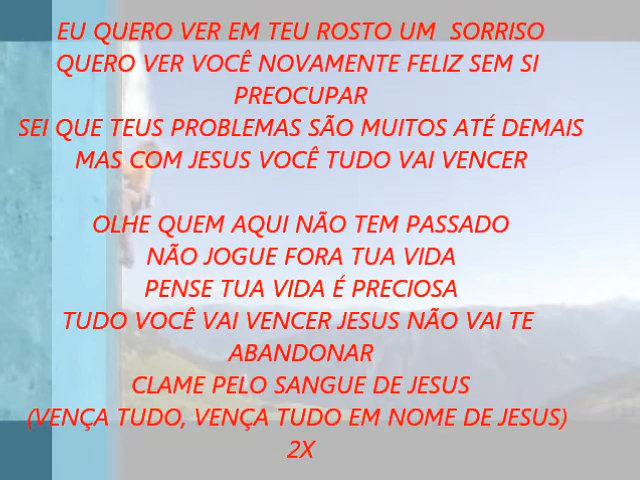 EU QUERO VER EM TEU ROSTO UM  SORRISO
QUERO VER VOCÊ NOVAMENTE FELIZ SEM SI
PREOCUPAR
SEI QUE TEUS PROBLEMAS SÃO MUITOS ATÉ DEMAIS
MAS COM JESUS VOCÊ TUDO VAI VENCER

OLHE QUEM AQUI NÃO TEM PASSADO
NÃO JOGUE FORA TUA VIDA
PENSE TUA VIDA É PRECIOSA
TUDO VOCÊ VAI VENCER JESUS NÃO VAI TE
ABANDONAR
CLAME PELO SANGUE DE JESUS
(VENÇA TUDO, VENÇA TUDO EM NOME DE JESUS)
2X